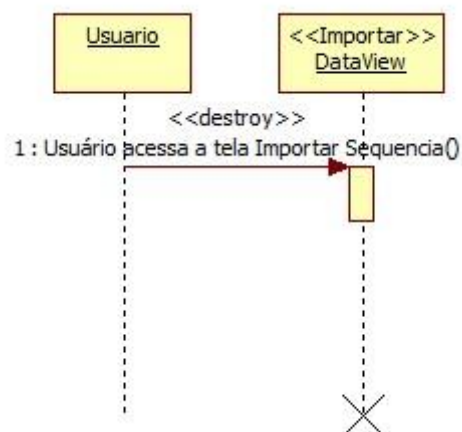 Usuario
<<Importar>>
DataView
<<destroy>>
1 : Usuário acessa a tela Importar Sequencia()